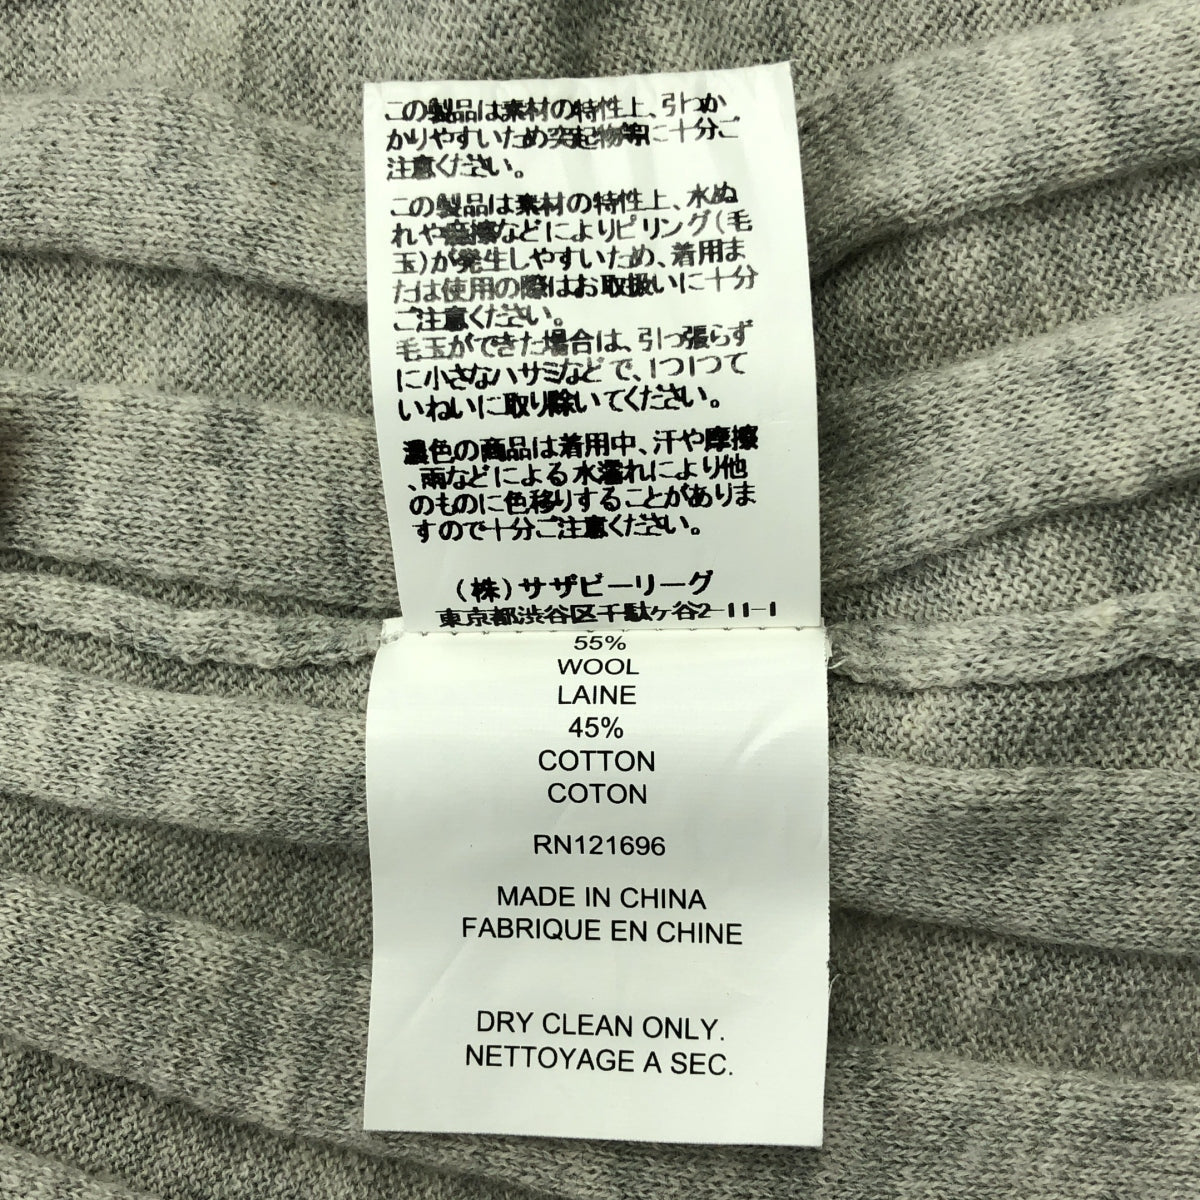 この製品は素材の特性上、引つか
かりやすいため突起物等に十分ご
注意ください。
この製品は素材の特性上、水ぬ
れや摩擦などによりピリング(毛
玉)が発生しやすいため、着用ま
たは使用の際はお取扱いに十分
ご注意ください。
毛玉ができた場合は、引っ張らず
に小さなハサミなどで、1つ1つて
いねいに取り除いてください。
濃色の商品は着用中、汗や摩擦
、雨などによる水濡れにより他
のものに色移りすることがありま
すので十分ご注意ください。
(株)サザビーリーグ
東京都渋谷区千駄ヶ谷2-11-1
55%
WOOL
LAINE
45%
COTTON
COTON
RN121696
MADE IN CHINA
FABRIQUE EN CHINE
DRY CLEAN ONLY.
NETTOYAGE A SEC.